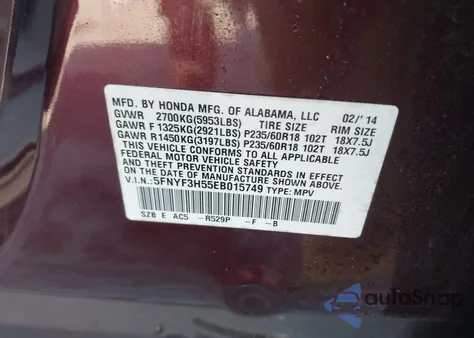 MFD. BY HONDA MFG. OF ALABAMA, LLC 02/'14
GVWR 2700KG(5953LBS) TIRE SIZE RIM SIZE
GAWR F 1325KG(2921LBS) P235/60R18 102T 18X7.5J
GAWR R1450KG(3197LBS) P235/60R18 102T 18X7.5J
THIS VEHICLE CONFORMS TO ALL APPLICABLE
FEDERAL MOTOR VEHICLE SAFETY, BUMPER, AND
THEFT PREVENTION STANDARDS IN EFFECT
ON THE DATE OF MANUFACTURE SHOWN ABOVE.
V.I.N.:5FNYF3H55EB015749 TYPE: MPV
SZB E AC5 -R529P -F -B
autoSnap